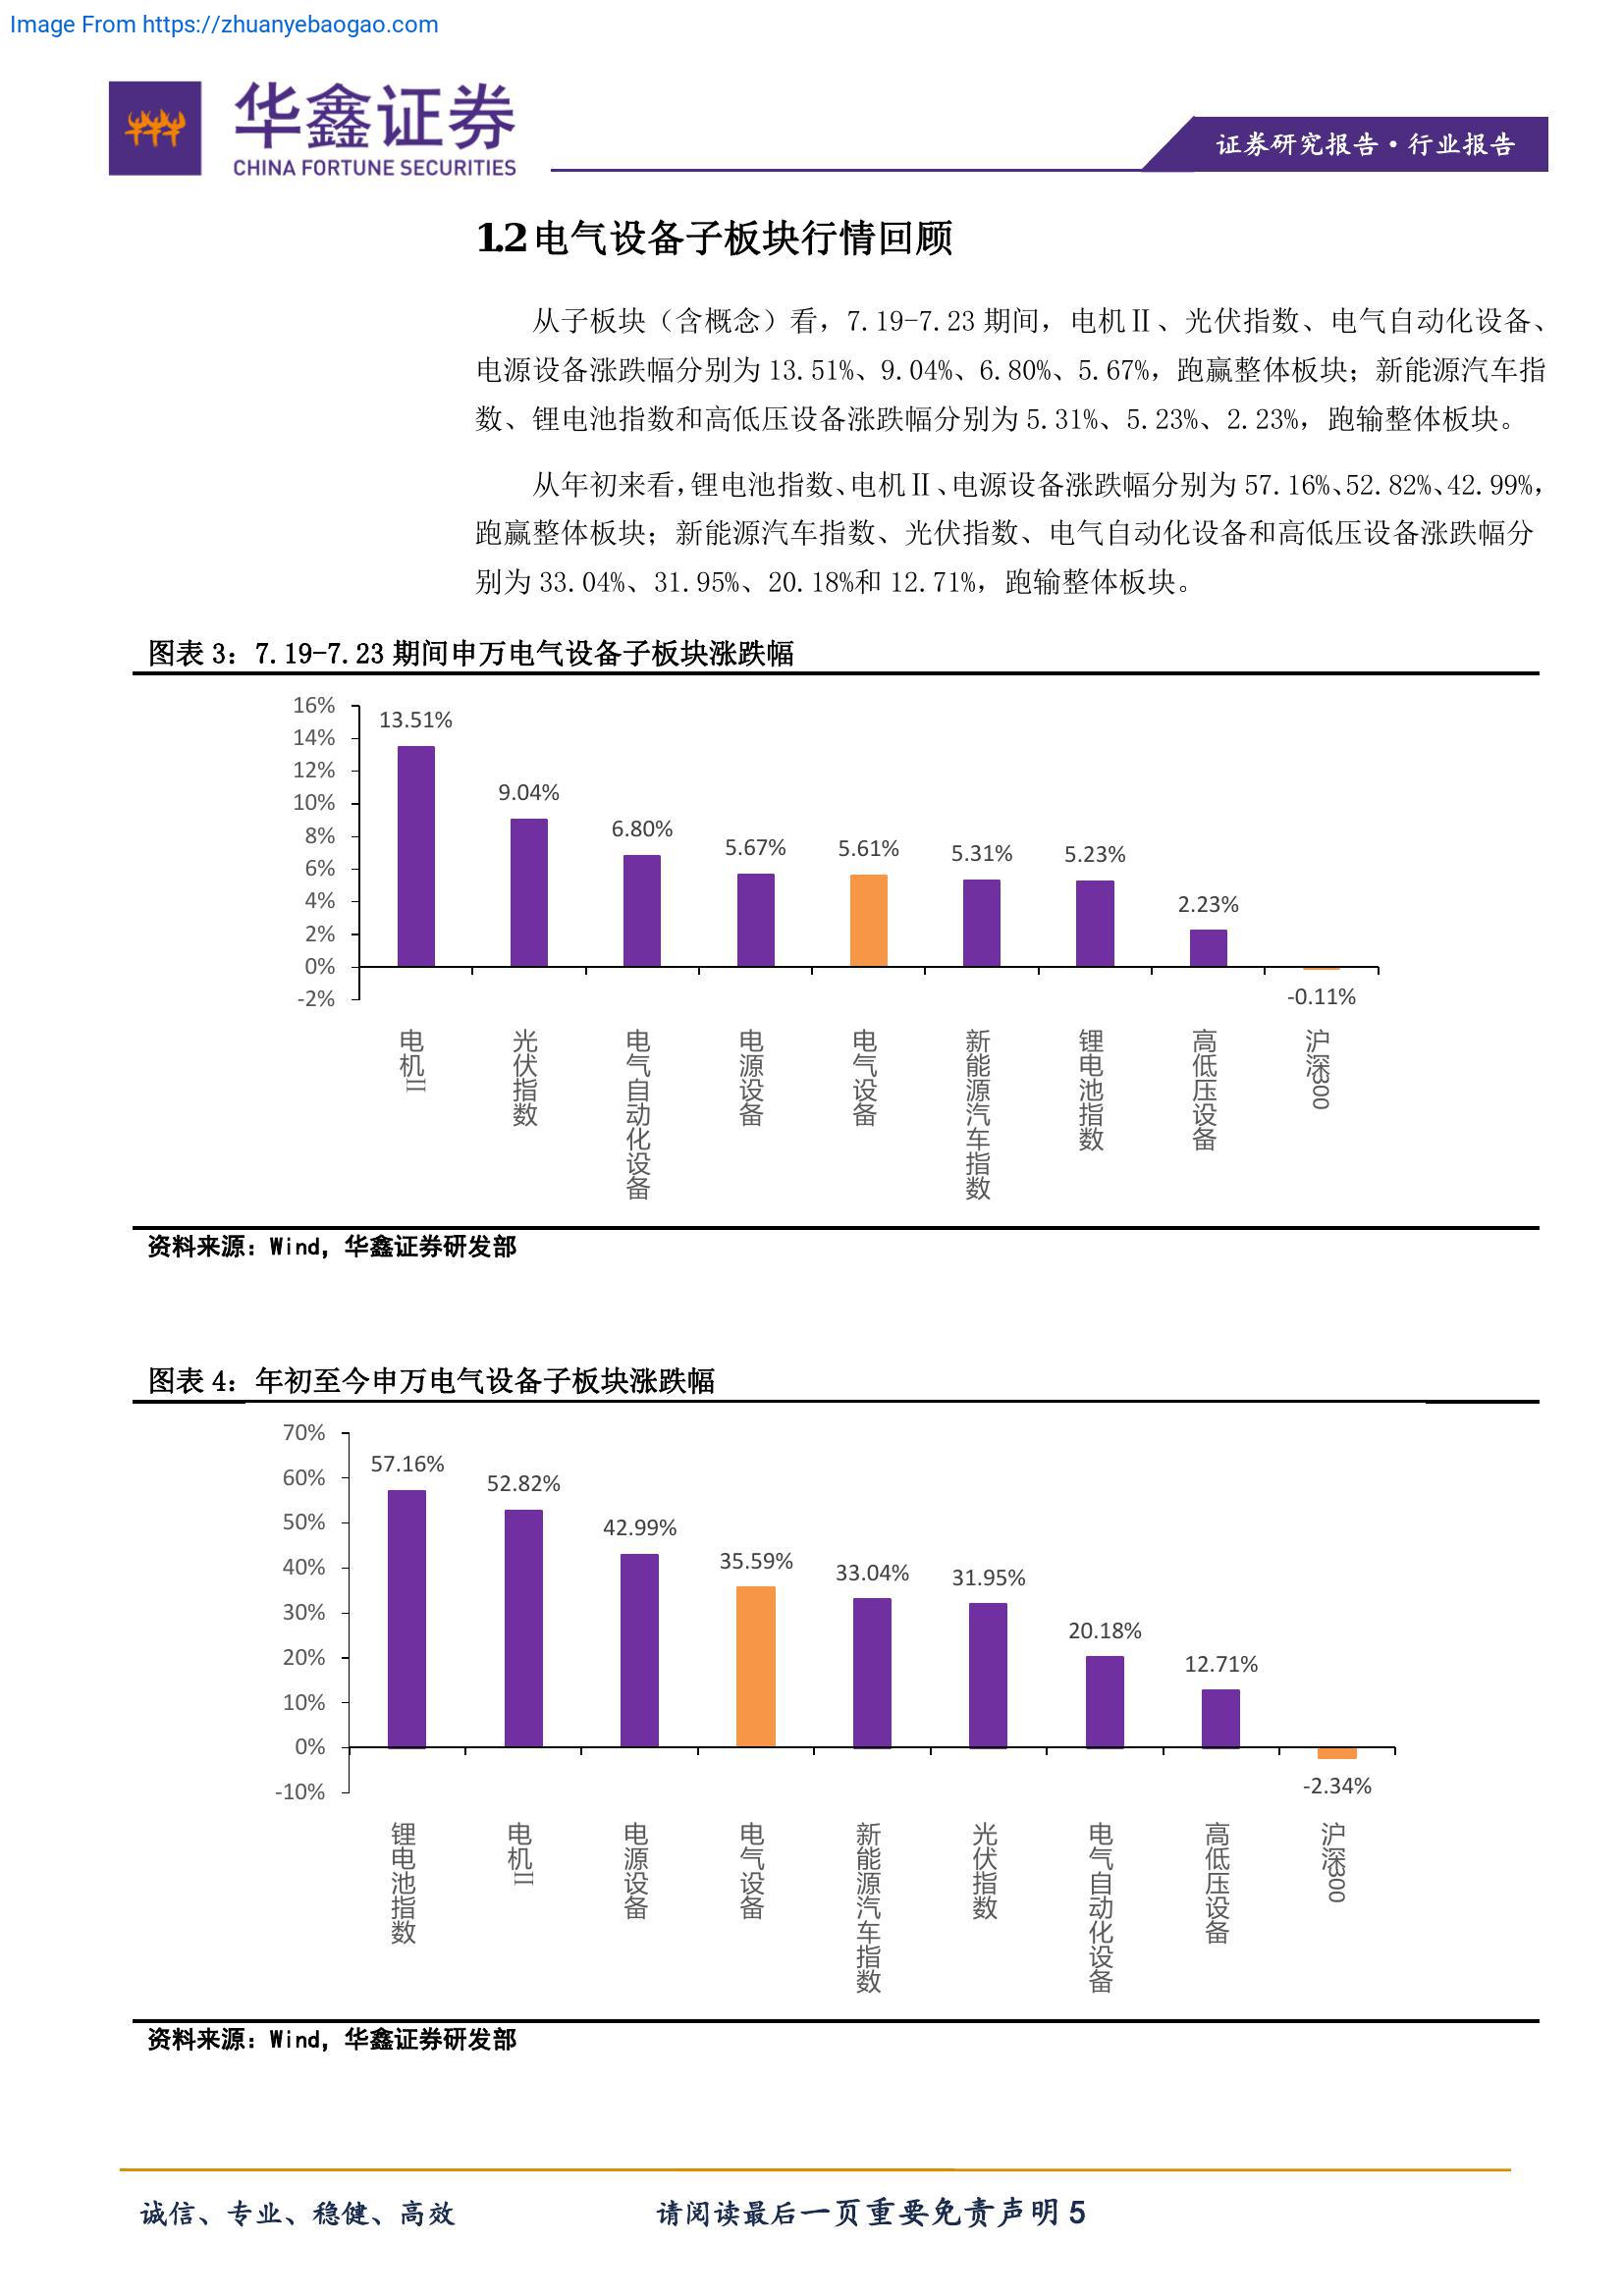 Image From https://zhuanyebaogao.com
华鑫证券
CHINA FORTUNE SECURITIES
证券研究报告·行业报告
1.2 电气设备子板块行情回顾
从子板块（含概念）看，7.19-7.23 期间，电机Ⅱ、光伏指数、电气自动化设备、
电源设备涨跌幅分别为 13.51%、9.04%、6.80%、5.67%，跑赢整体板块；新能源汽车指
数、锂电池指数和高低压设备涨跌幅分别为 5.31%、5.23%、2.23%，跑输整体板块。
从年初来看，锂电池指数、电机Ⅱ、电源设备涨跌幅分别为 57.16%、52.82%、42.99%，
跑赢整体板块；新能源汽车指数、光伏指数、电气自动化设备和高低压设备涨跌幅分
别为 33.04%、31.95%、20.18%和 12.71%，跑输整体板块。
图表 3：7.19-7.23 期间申万电气设备子板块涨跌幅
16%
14%
12%
10%
8%
6%
4%
2%
0%
-2%
13.51%
9.04%
6.80%
5.67%
5.61%
5.31%
5.23%
2.23%
-0.11%
电机II
光伏指数
电气自动化设备
电源设备
电气设备
新能源汽车指数
锂电池指数
高低压设备
沪深300
资料来源：Wind，华鑫证券研发部
图表 4：年初至今申万电气设备子板块涨跌幅
70%
60%
50%
40%
30%
20%
10%
0%
-10%
57.16%
52.82%
42.99%
35.59%
33.04%
31.95%
20.18%
12.71%
-2.34%
锂电池指数
电机II
电源设备
电气设备
新能源汽车指数
光伏指数
电气自动化设备
高低压设备
沪深300
资料来源：Wind，华鑫证券研发部
诚信、专业、稳健、高效
请阅读最后一页重要免责声明 5